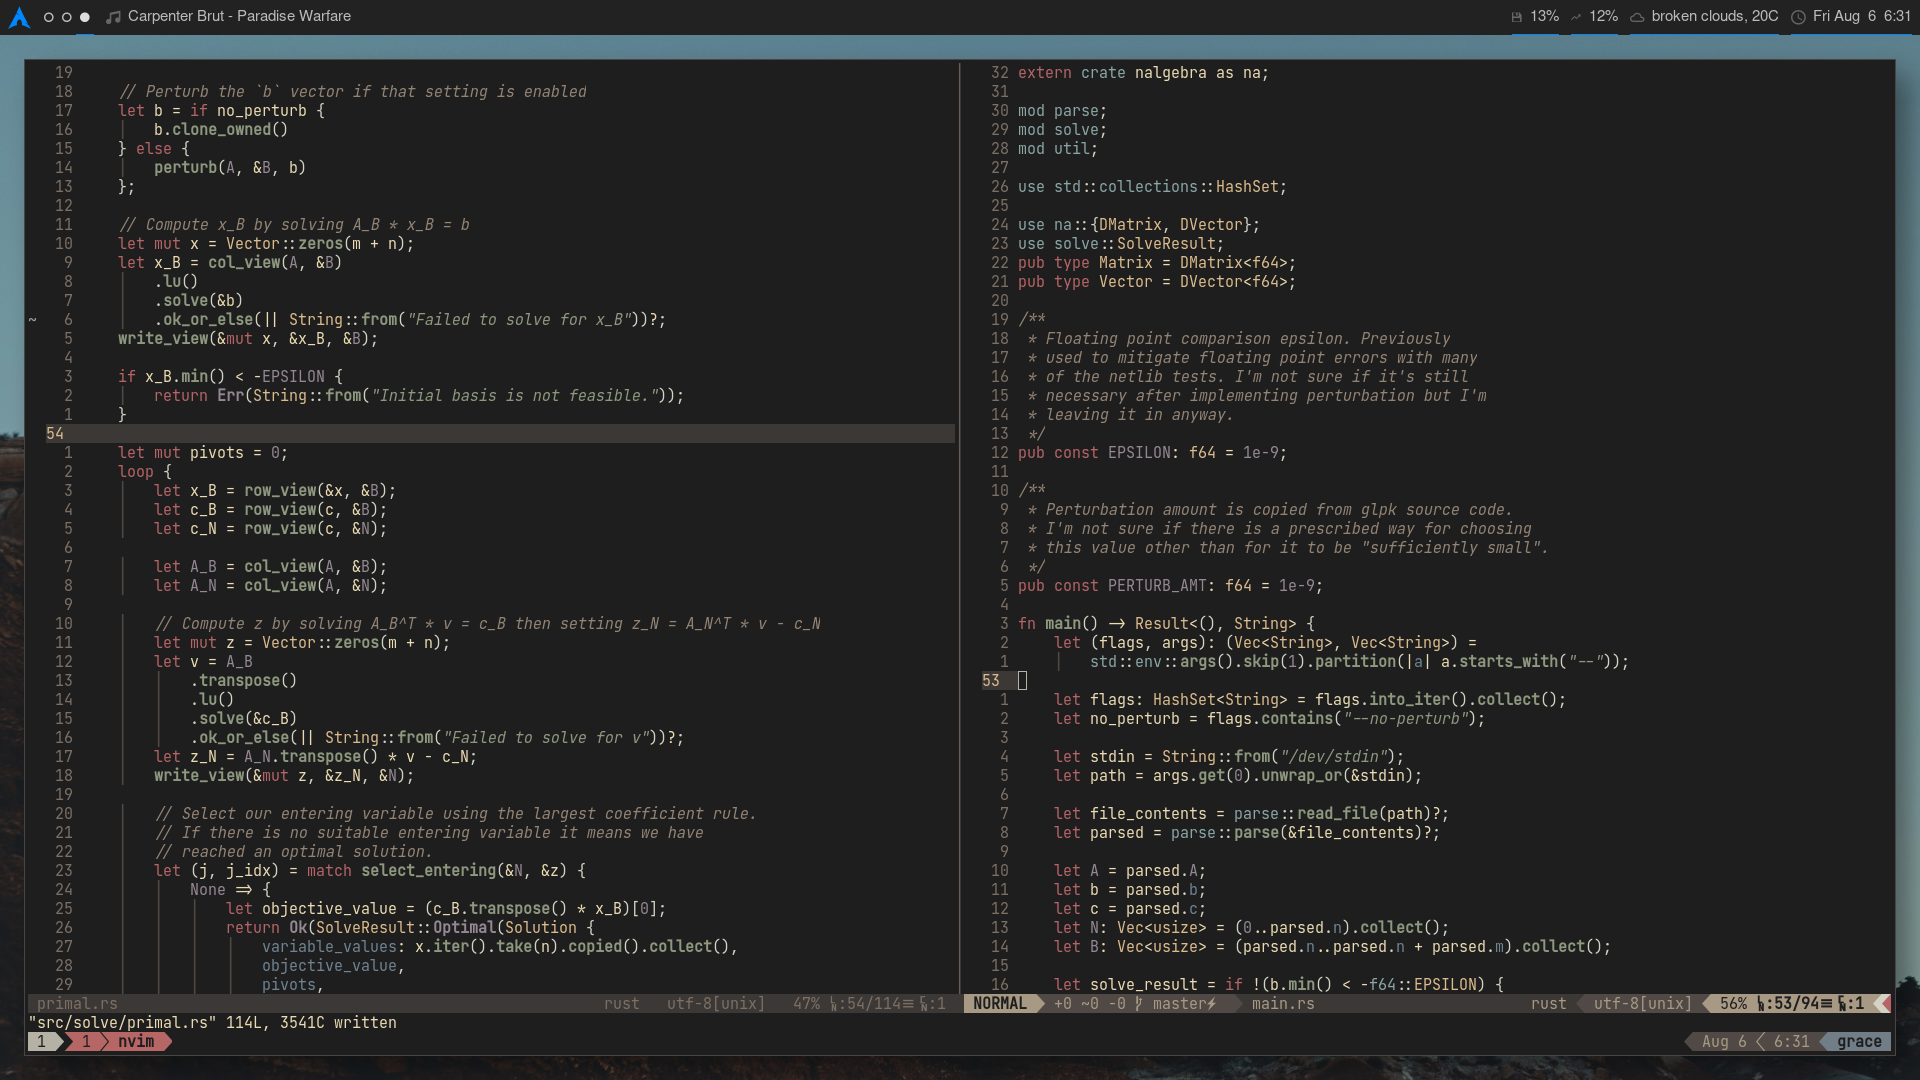 Carpenter Brut - Paradise Warfare
13% 12% broken clouds, 20C Fri Aug 6 6:31
19
18 // Perturb the `b` vector if that setting is enabled
17 let b = if no_perturb {
16 b.clone_owned()
15 } else {
14 perturb(A, &B, b)
13 };
12
11 // Compute x_B by solving A_B * x_B = b
10 let mut x = Vector::zeros(m + n);
9 let x_B = col_view(A, &B)
8 .lu()
7 .solve(&b)
~ 6 .ok_or_else(|| String::from("Failed to solve for x_B"))?;
5 write_view(&mut x, &x_B, &B);
4
3 if x_B.min() < -EPSILON {
2 return Err(String::from("Initial basis is not feasible."));
1 }
54
1 let mut pivots = 0;
2 loop {
3 let x_B = row_view(&x, &B);
4 let c_B = row_view(c, &B);
5 let c_N = row_view(c, &N);
6
7 let A_B = col_view(A, &B);
8 let A_N = col_view(A, &N);
9
10 // Compute z by solving A_B^T * v = c_B then setting z_N = A_N^T * v - c_N
11 let mut z = Vector::zeros(m + n);
12 let v = A_B
13 .transpose()
14 .lu()
15 .solve(&c_B)
16 .ok_or_else(|| String::from("Failed to solve for v"))?;
17 let z_N = A_N.transpose() * v - c_N;
18 write_view(&mut z, &z_N, &N);
19
20 // Select our entering variable using the largest coefficient rule.
21 // If there is no suitable entering variable it means we have
22 // reached an optimal solution.
23 let (j, j_idx) = match select_entering(&N, &z) {
24 None => {
25 let objective_value = (c_B.transpose() * x_B)[0];
26 return Ok(SolveResult::Optimal(Solution {
27 variable_values: x.iter().take(n).copied().collect(),
28 objective_value,
29 pivots,
primal.rs rust utf-8[unix] 47% :54/114≡ :1
32 extern crate nalgebra as na;
31
30 mod parse;
29 mod solve;
28 mod util;
27
26 use std::collections::HashSet;
25
24 use na::{DMatrix, DVector};
23 use solve::SolveResult;
22 pub type Matrix = DMatrix<f64>;
21 pub type Vector = DVector<f64>;
20
19 /**
18 * Floating point comparison epsilon. Previously
17 * used to mitigate floating point errors with many
16 * of the netlib tests. I'm not sure if it's still
15 * necessary after implementing perturbation but I'm
14 * leaving it in anyway.
13 */
12 pub const EPSILON: f64 = 1e-9;
11
10 /**
9 * Perturbation amount is copied from glpk source code.
8 * I'm not sure if there is a prescribed way for choosing
7 * this value other than for it to be "sufficiently small".
6 */
5 pub const PERTURB_AMT: f64 = 1e-9;
4
3 fn main() -> Result<(), String> {
2 let (flags, args): (Vec<String>, Vec<String>) =
1 std::env::args().skip(1).partition(|a| a.starts_with("--"));
53
1 let flags: HashSet<String> = flags.into_iter().collect();
2 let no_perturb = flags.contains("--no-perturb");
3
4 let stdin = String::from("/dev/stdin");
5 let path = args.get(0).unwrap_or(&stdin);
6
7 let file_contents = parse::read_file(path)?;
8 let parsed = parse::parse(&file_contents)?;
9
10 let A = parsed.A;
11 let b = parsed.b;
12 let c = parsed.c;
13 let N: Vec<usize> = (0..parsed.n).collect();
14 let B: Vec<usize> = (parsed.n..parsed.n + parsed.m).collect();
15
16 let solve_result = if !(b.min() < -f64::EPSILON) {
NORMAL +0 ~0 -0 master⚡ main.rs rust utf-8[unix] 56% :53/94≡ :1
"src/solve/primal.rs" 114L, 3541C written
1 1 nvim Aug 6 6:31 grace